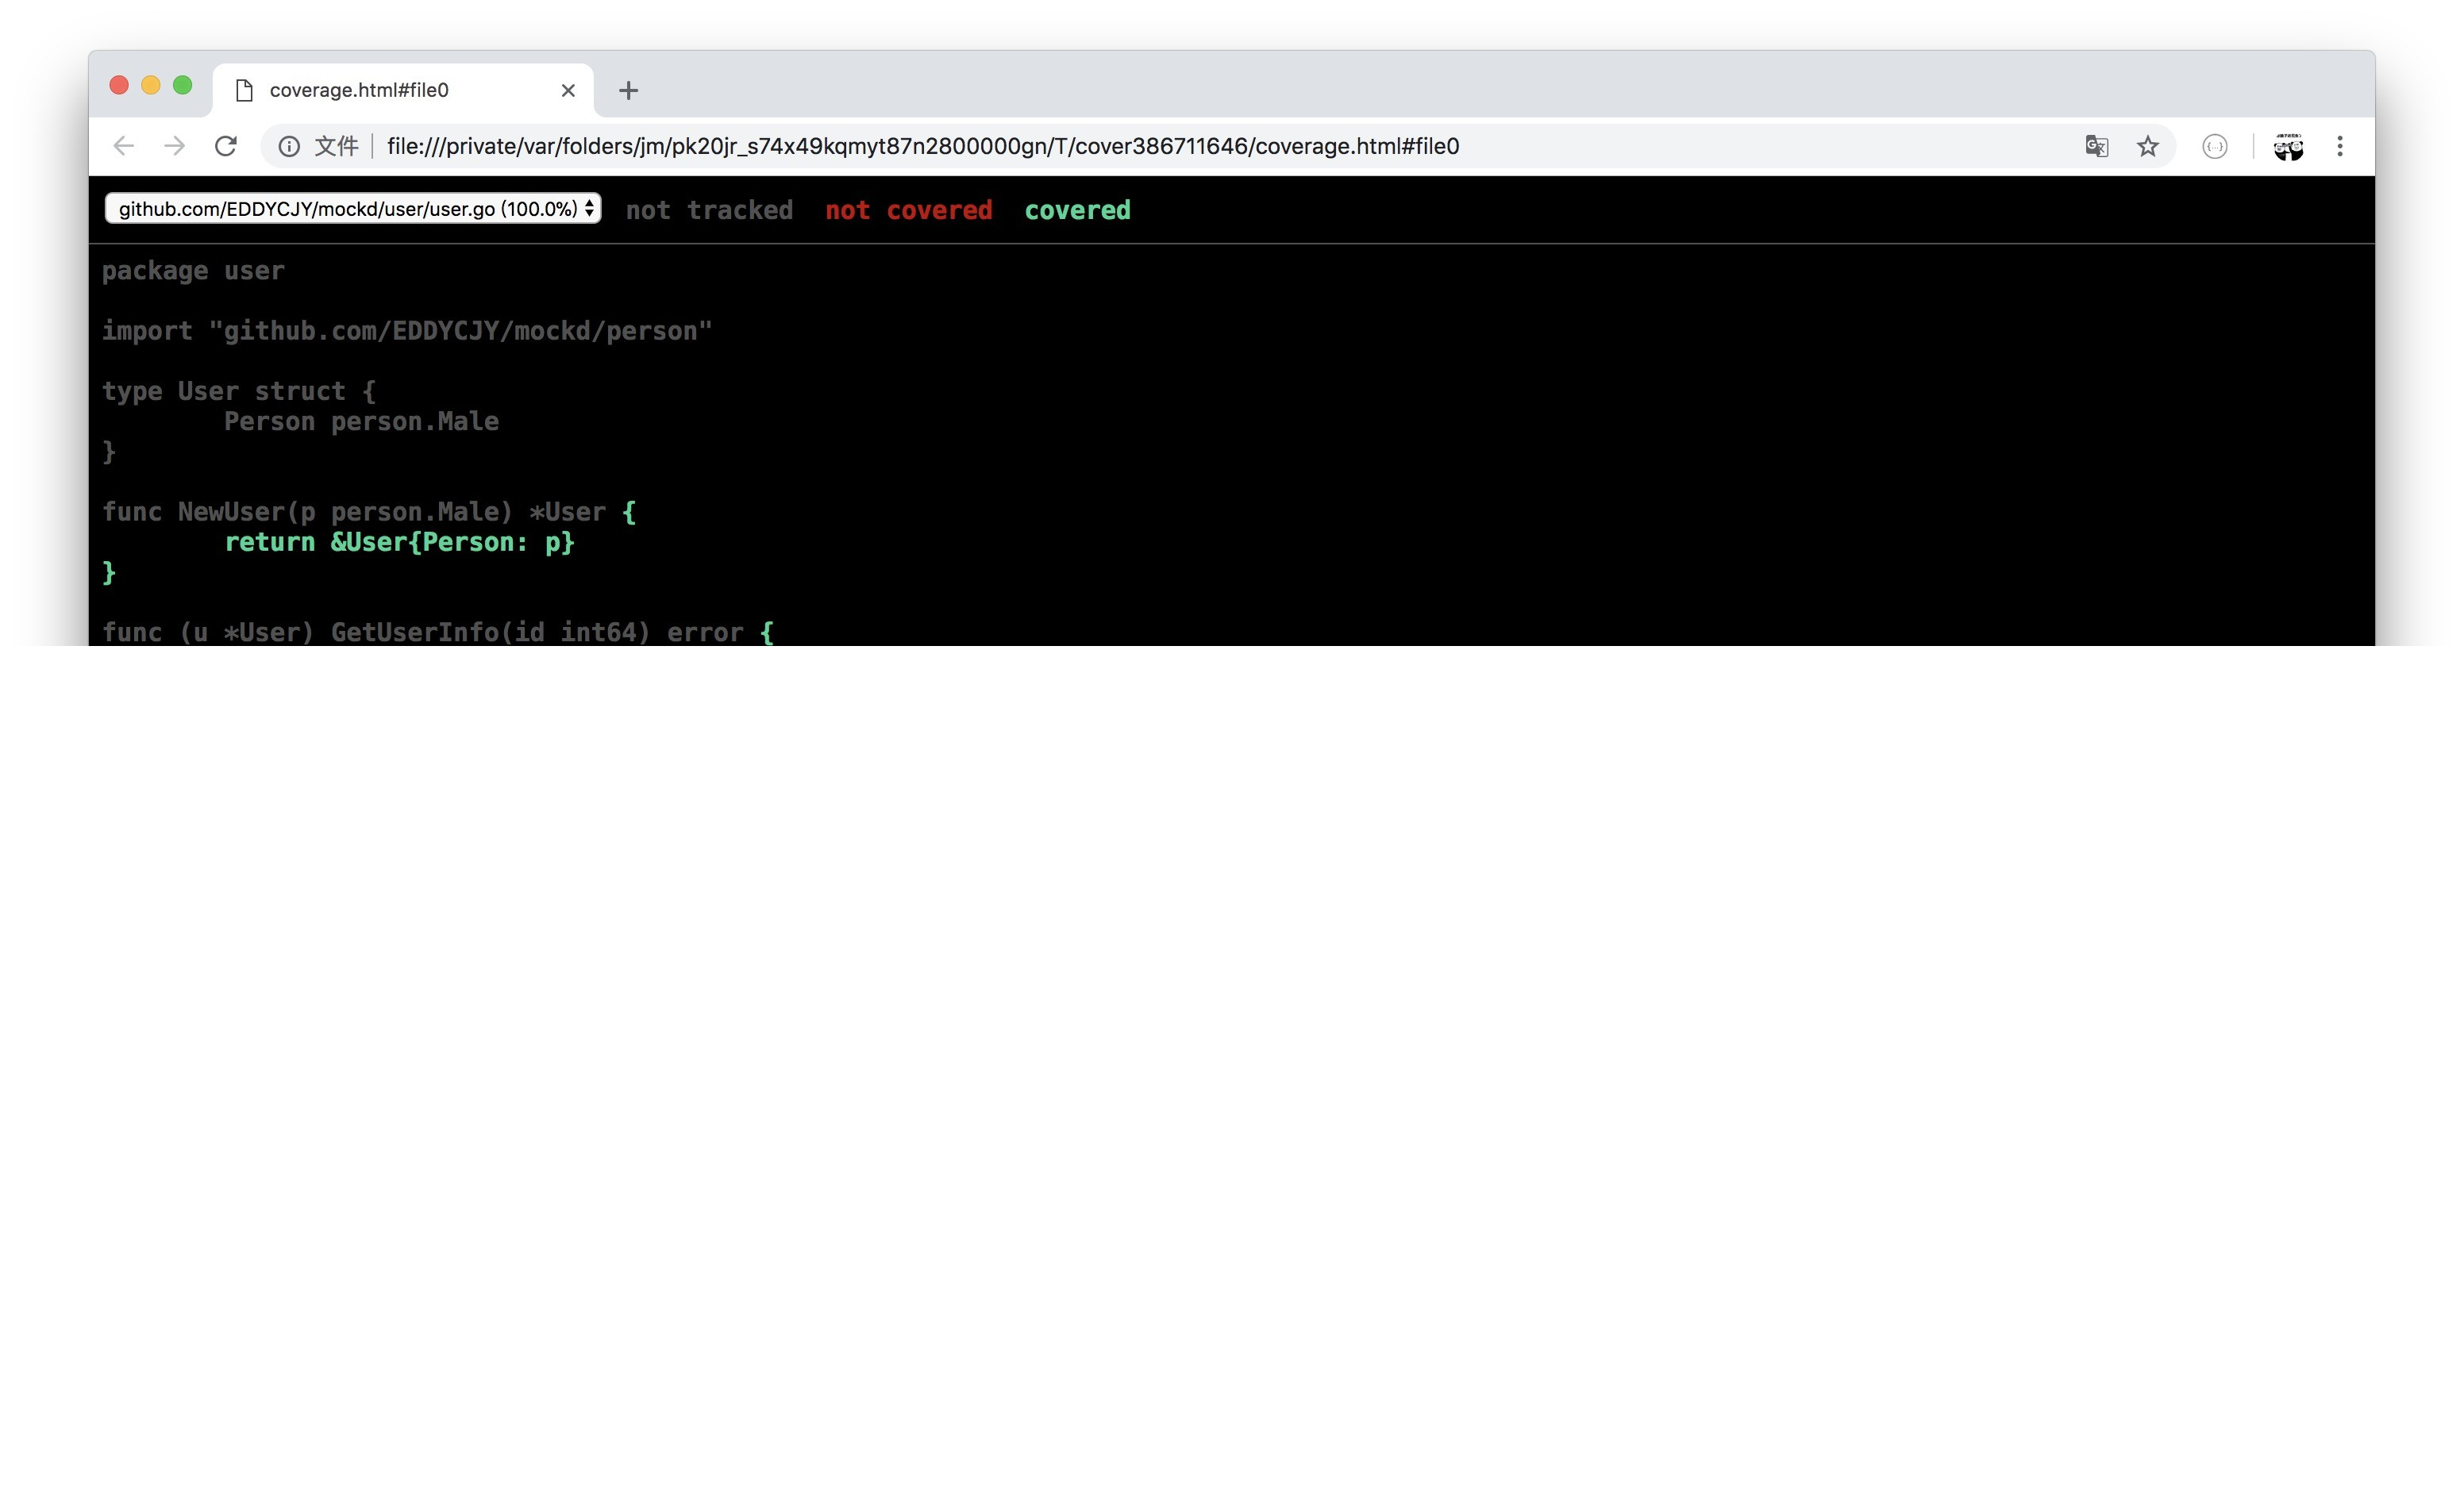 coverage.html#file0
文件 file:///private/var/folders/jm/pk20jr_s74x49kqmyt87n2800000gn/T/cover386711646/coverage.html#file0
github.com/EDDYCJY/mockd/user/user.go (100.0%) not tracked not covered covered
package user
import "github.com/EDDYCJY/mockd/person"
type User struct {
Person person.Male
}
func NewUser(p person.Male) *User {
return &User{Person: p}
}
func (u *User) GetUserInfo(id int64) error {